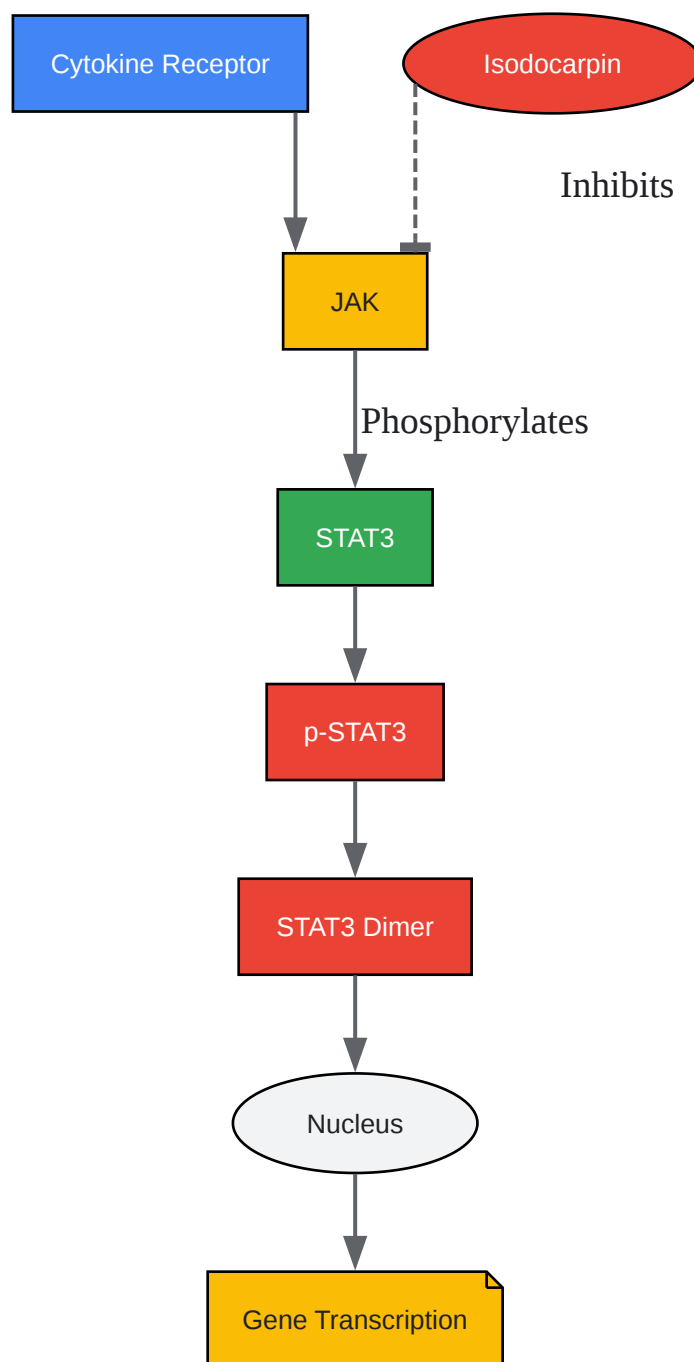 Cytokine Receptor
Isodocarpin
Inhibits
JAK
Phosphorylates
STAT3
p-STAT3
STAT3 Dimer
Nucleus
Gene Transcription